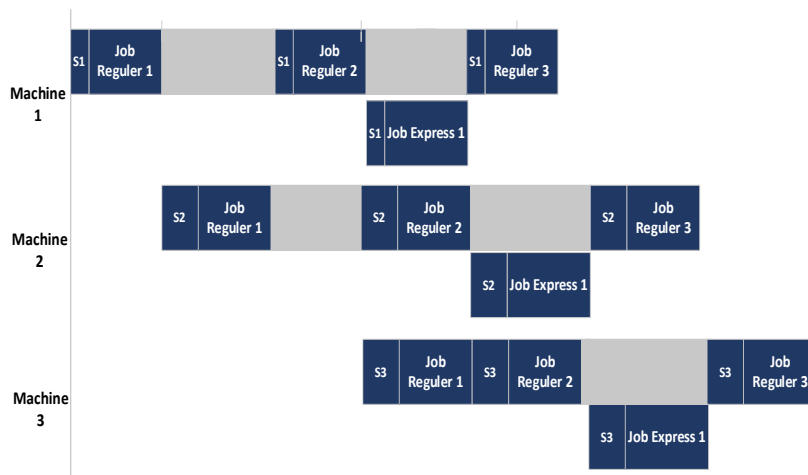 Machine
1
S1
Job
Reguler 1
S1
Job
Reguler 2
S1
Job
Reguler 3
S1
Job Express 1
Machine
2
S2
Job
Reguler 1
S2
Job
Reguler 2
S2
Job
Reguler 3
S2
Job Express 1
Machine
3
S3
Job
Reguler 1
S3
Job
Reguler 2
S3
Job
Reguler 3
S3
Job Express 1